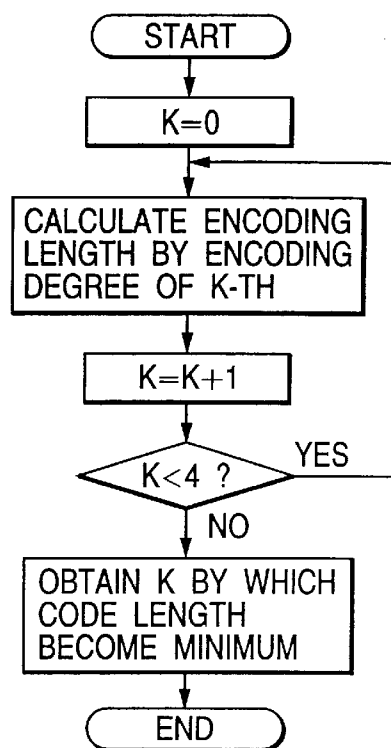 START
K=0
CALCULATE ENCODING
LENGTH BY ENCODING
DEGREE OF K-TH
K=K+1
K<4 ?
YES
NO
OBTAIN K BY WHICH
CODE LENGTH
BECOME MINIMUM
END